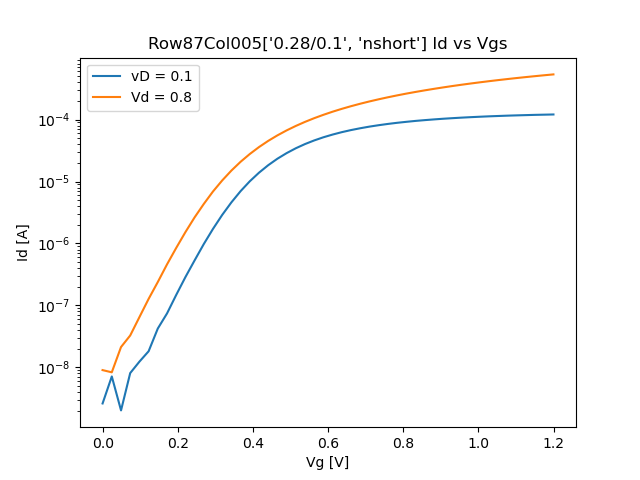 Row87Col005['0.28/0.1', 'nshort'] Id vs Vgs
vD = 0.1
Vd = 0.8
Id [A]
10⁻⁴
10⁻⁵
10⁻⁶
10⁻⁷
10⁻⁸
0.0 0.2 0.4 0.6 0.8 1.0 1.2
Vg [V]